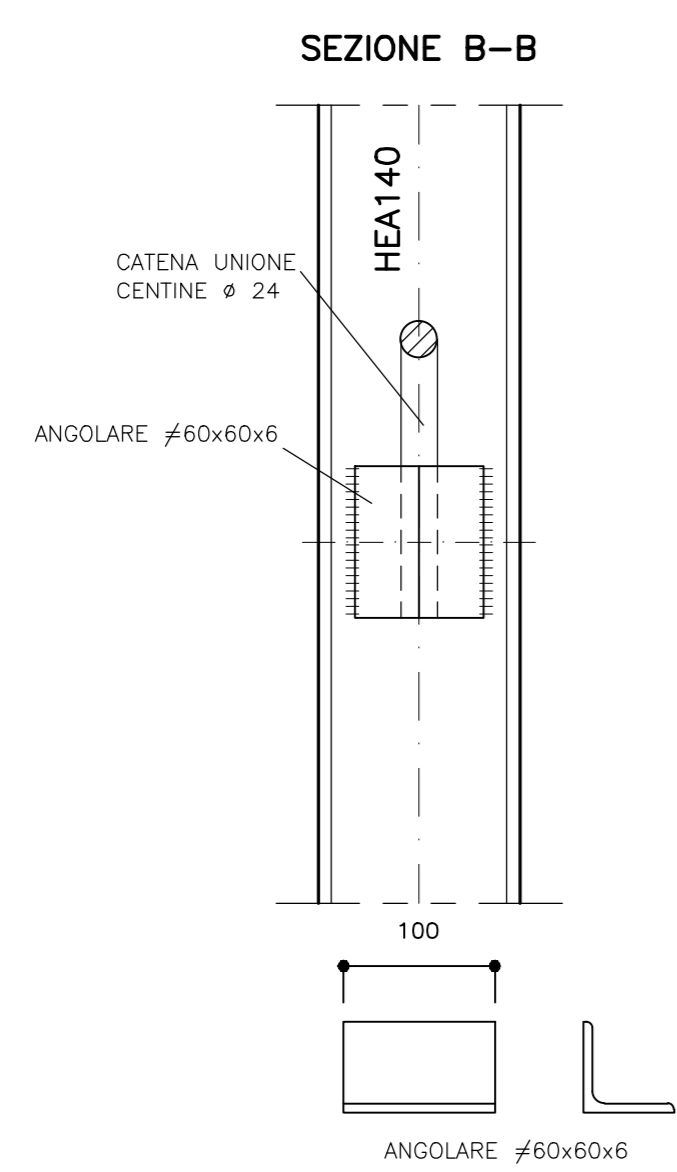 SEZIONE B-B
HEA140
CATENA UNIONE
CENTINE ø 24
ANGOLARE ≠60x60x6
100
ANGOLARE ≠60x60x6